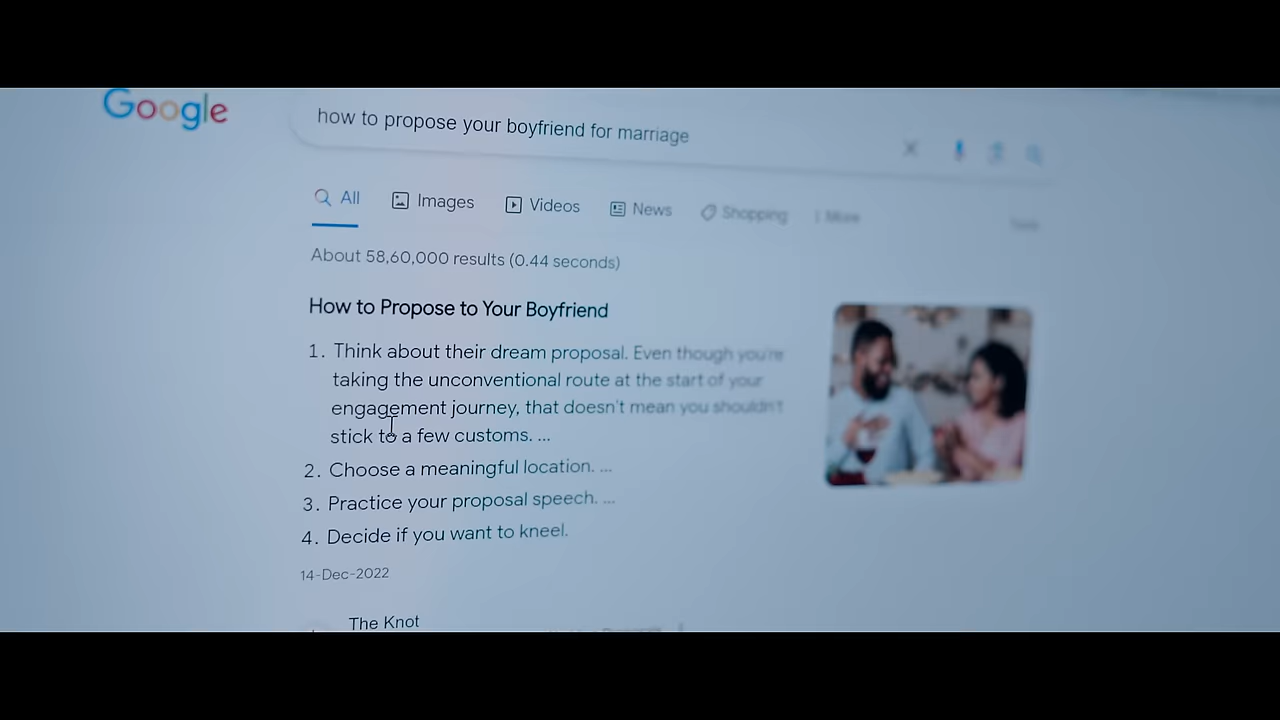 Google
how to propose your boyfriend for marriage
All Images Videos News Shopping More
Tools
About 58,60,000 results (0.44 seconds)
How to Propose to Your Boyfriend
1. Think about their dream proposal. Even though you're
taking the unconventional route at the start of your
engagement journey, that doesn't mean you shouldn't
stick to a few customs. ...
2. Choose a meaningful location. ...
3. Practice your proposal speech. ...
4. Decide if you want to kneel.
14-Dec-2022
The Knot